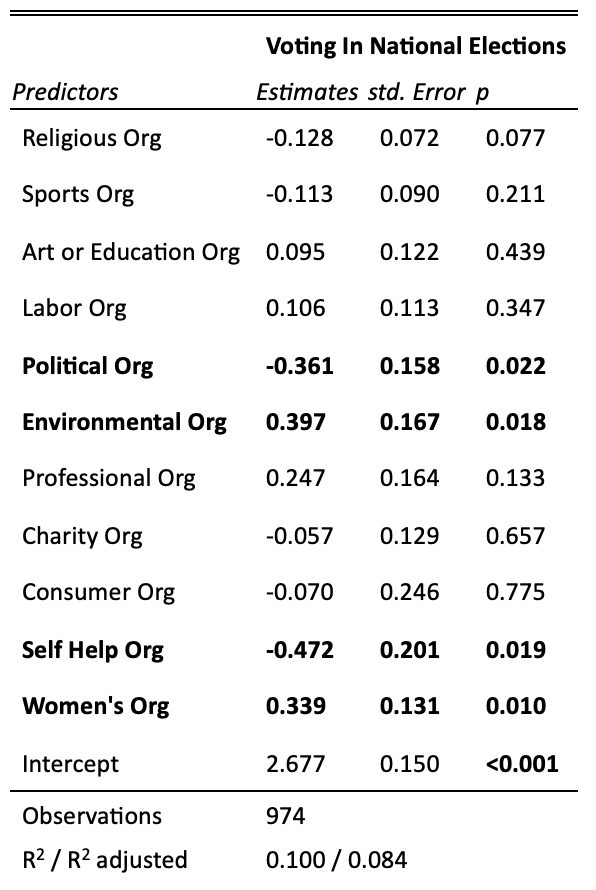 Voting In National Elections
Predictors Estimates std. Error p
Religious Org -0.128 0.072 0.077
Sports Org -0.113 0.090 0.211
Art or Education Org 0.095 0.122 0.439
Labor Org 0.106 0.113 0.347
Political Org -0.361 0.158 0.022
Environmental Org 0.397 0.167 0.018
Professional Org 0.247 0.164 0.133
Charity Org -0.057 0.129 0.657
Consumer Org -0.070 0.246 0.775
Self Help Org -0.472 0.201 0.019
Women's Org 0.339 0.131 0.010
Intercept 2.677 0.150 <0.001
Observations 974
R² / R² adjusted 0.100 / 0.084